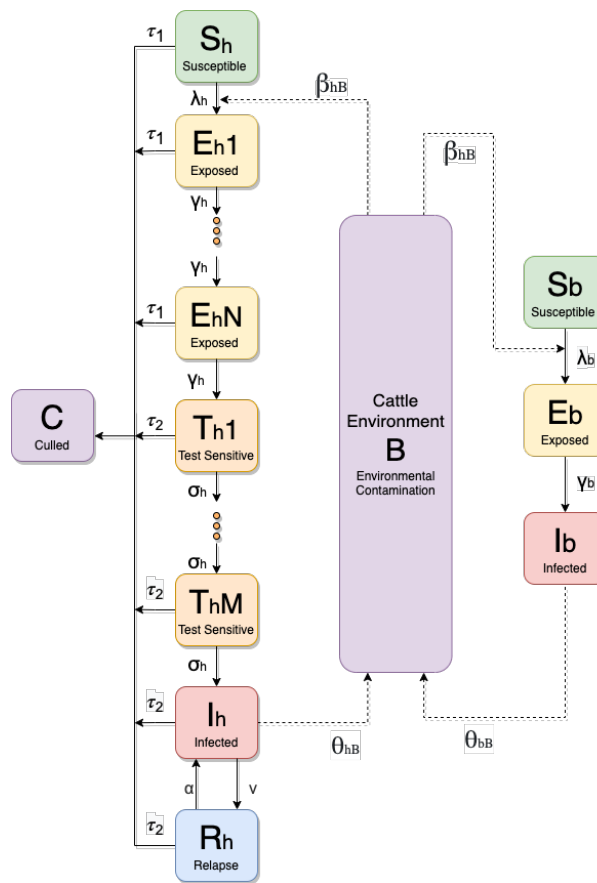 τ1
Sh
Susceptible
λh
βhB
τ1
Eh1
Exposed
γh
βhB
γh
τ1
EhN
Exposed
γh
Sb
Susceptible
λb
C
Culled
τ2
Th1
Test Sensitive
σh
Cattle
Environment
B
Environmental
Contamination
Eb
Exposed
γb
σh
Ib
Infected
τ2
ThM
Test Sensitive
σh
τ2
Ih
Infected
θhB
θbB
α
ν
τ2
Rh
Relapse